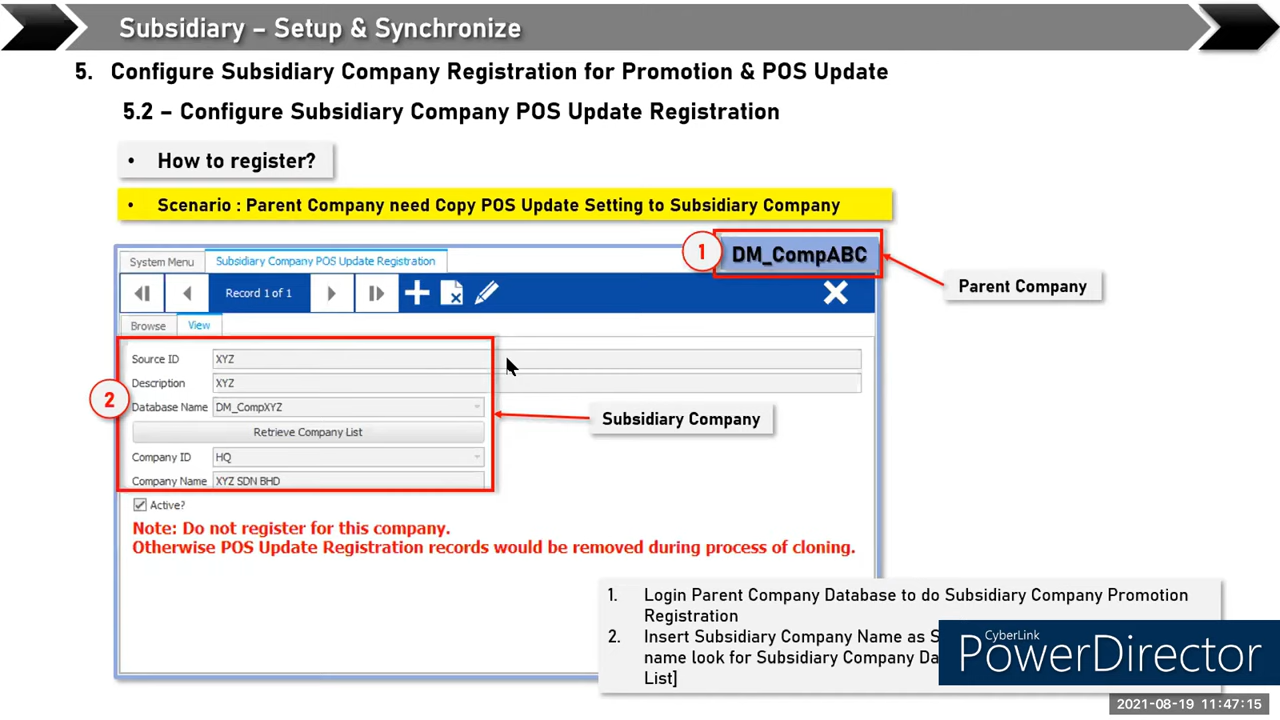 Subsidiary – Setup & Synchronize
5. Configure Subsidiary Company Registration for Promotion & POS Update
5.2 – Configure Subsidiary Company POS Update Registration
• How to register?
• Scenario : Parent Company need Copy POS Update Setting to Subsidiary Company
System Menu
Subsidiary Company POS Update Registration
1
DM_CompABC
Parent Company
Record 1 of 1
Browse
View
Source ID XYZ
Description XYZ
2
Database Name DM_CompXYZ
Subsidiary Company
Retrieve Company List
Company ID HQ
Company Name XYZ SDN BHD
Active?
Note: Do not register for this company.
Otherwise POS Update Registration records would be removed during process of cloning.
1. Login Parent Company Database to do Subsidiary Company Promotion
Registration
2. Insert Subsidiary Company Name as
name look for Subsidiary Company
List]
CyberLink
PowerDirector
2021-08-19 11:47:15